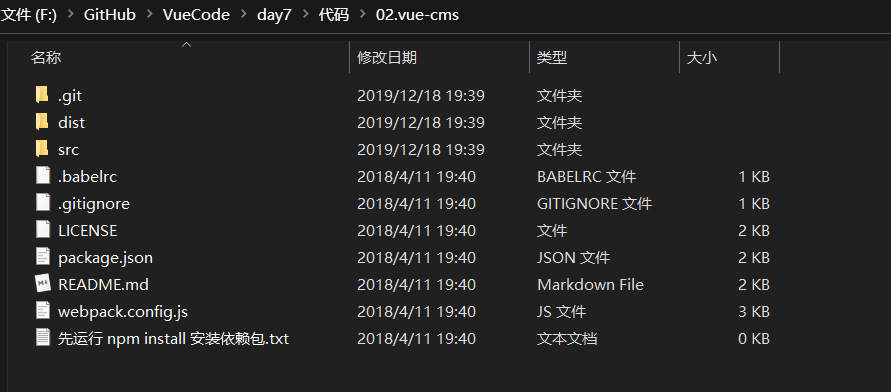 文件 (F:) > GitHub > VueCode > day7 > 代码 > 02.vue-cms
名称 修改日期 类型 大小
.git 2019/12/18 19:39 文件夹
dist 2019/12/18 19:39 文件夹
src 2019/12/18 19:39 文件夹
.babelrc 2018/4/11 19:40 BABELRC 文件 1 KB
.gitignore 2018/4/11 19:40 GITIGNORE 文件 1 KB
LICENSE 2018/4/11 19:40 文件 2 KB
package.json 2018/4/11 19:40 JSON 文件 2 KB
README.md 2018/4/11 19:40 Markdown File 2 KB
webpack.config.js 2018/4/11 19:40 JS 文件 3 KB
先运行 npm install 安装依赖包.txt 2018/4/11 19:40 文本文档 0 KB